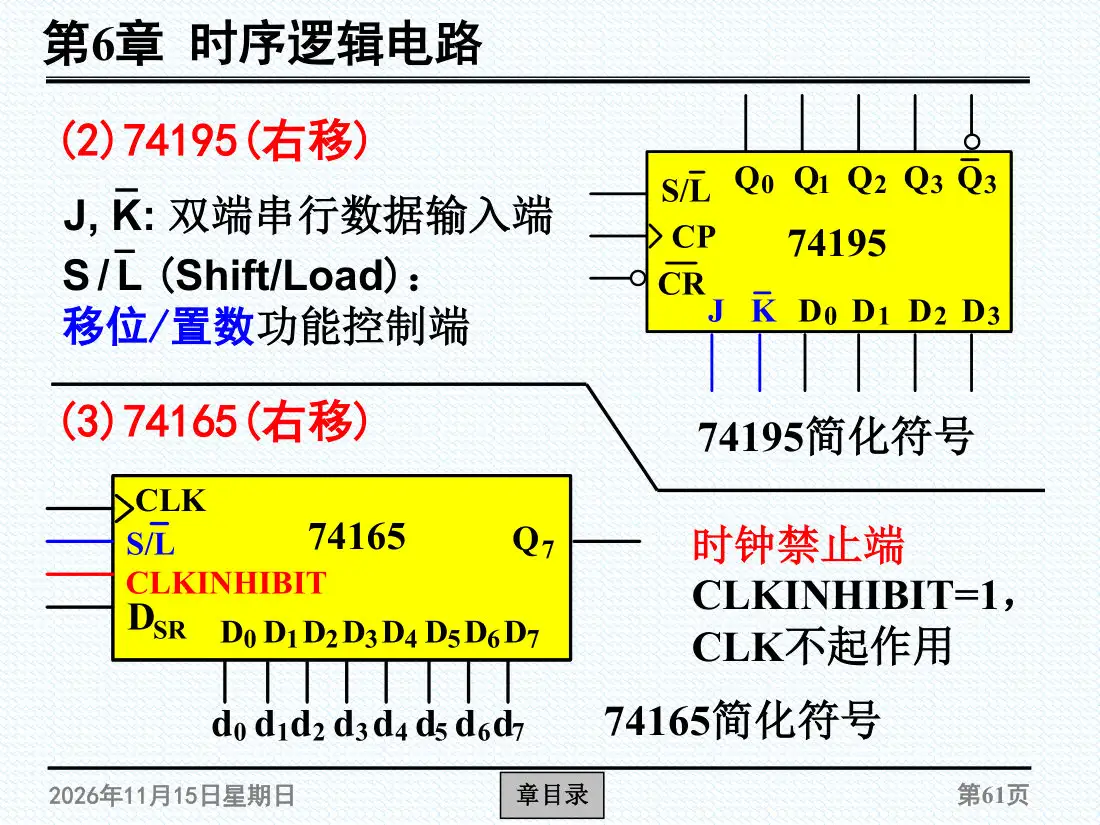 第6章 时序逻辑电路
(2)74195(右移)
J, K̅: 双端串行数据输入端
S/L̅ (Shift/Load):
移位/置数功能控制端
S/L̅ Q₀ Q₁ Q₂ Q₃ Q̅₃
CP 74195
C̅R̅
J K̅ D₀ D₁ D₂ D₃
74195简化符号
(3)74165(右移)
CLK
74165
S/L̅ Q₇
CLKINHIBIT
D_SR D₀ D₁ D₂ D₃ D₄ D₅ D₆ D₇
d₀ d₁ d₂ d₃ d₄ d₅ d₆ d₇
时钟禁止端
CLKINHIBIT=1，
CLK不起作用
74165简化符号
2026年11月15日星期日
章目录
第61页